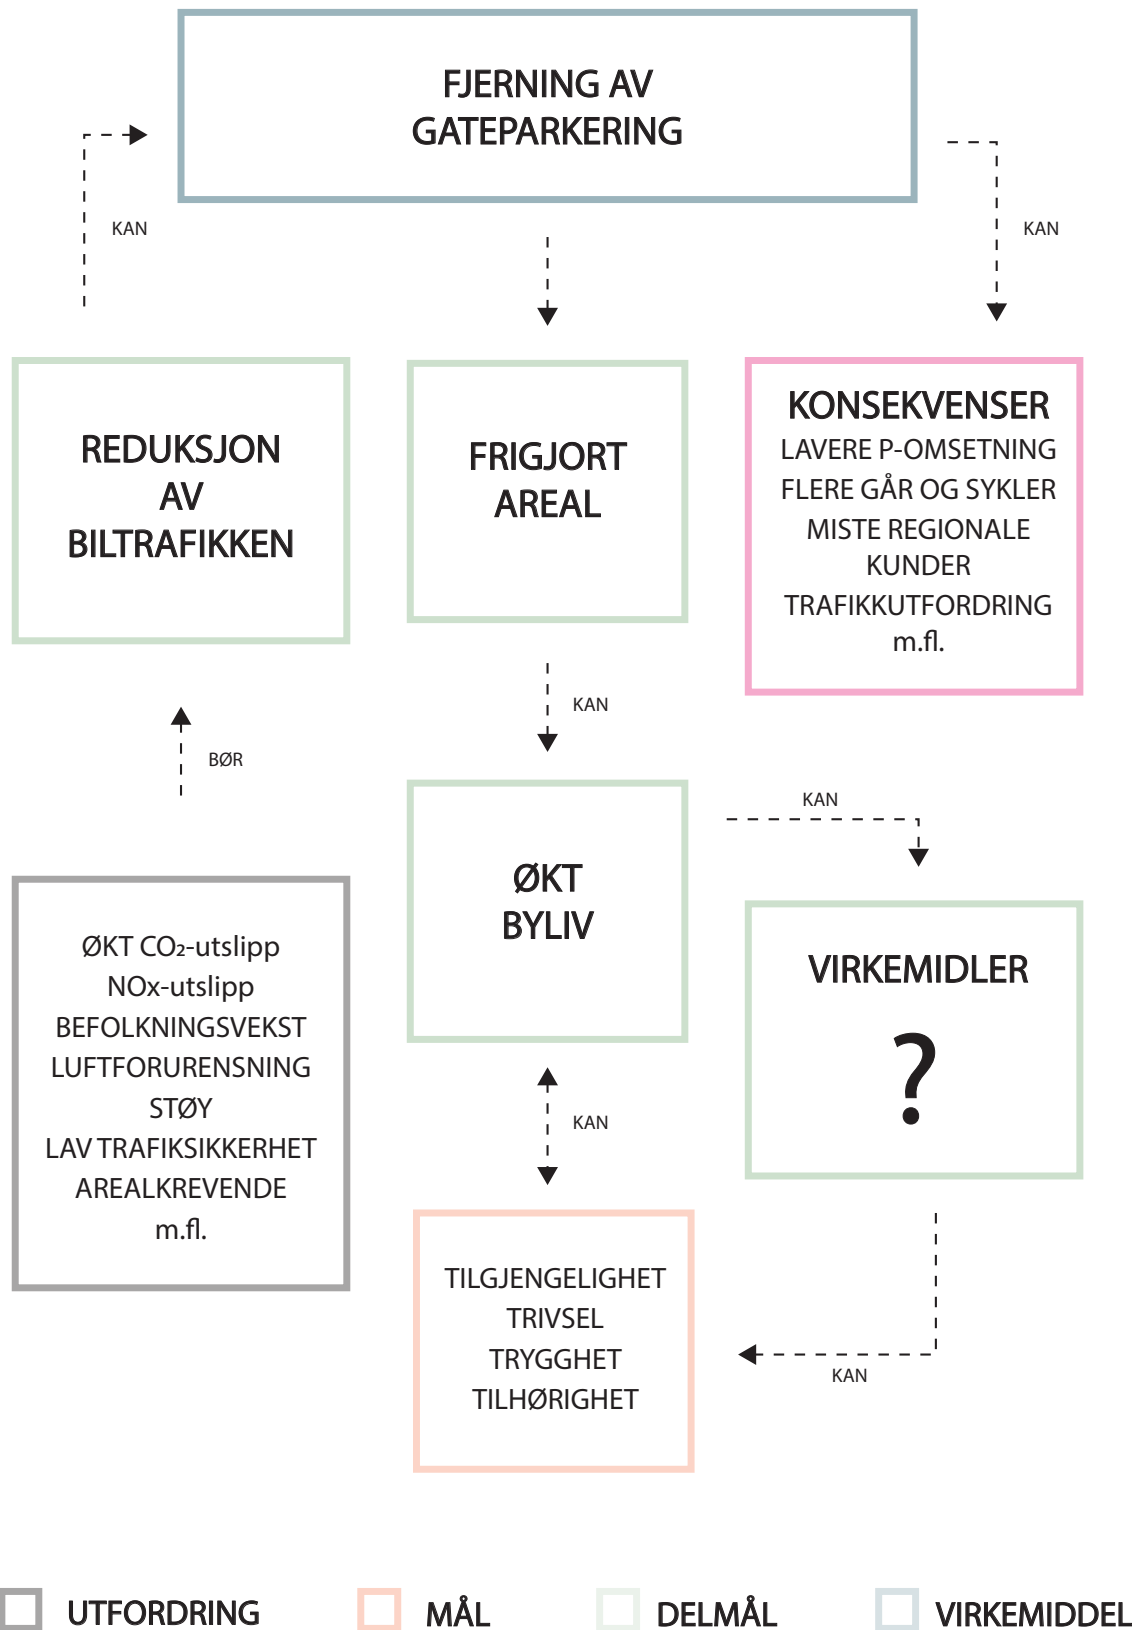 FJERNING AV
GATEPARKERING
KAN
KAN
REDUKSJON
AV
BILTRAFIKKEN
FRIGJORT
AREAL
KONSEKVENSER
LAVERE P-OMSETNING
FLERE GÅR OG SYKLER
MISTE REGIONALE
KUNDER
TRAFIKKUTFORDRING
m.fl.
BØR
KAN
ØKT CO₂-utslipp
NOx-utslipp
BEFOLKNINGSVEKST
LUFTFORURENSNING
STØY
LAV TRAFIKSIKKERHET
AREALKREVENDE
m.fl.
ØKT
BYLIV
KAN
VIRKEMIDLER
?
KAN
TILGJENGELIGHET
TRIVSEL
TRYGGHET
TILHØRIGHET
KAN
UTFORDRING
MÅL
DELMÅL
VIRKEMIDDEL